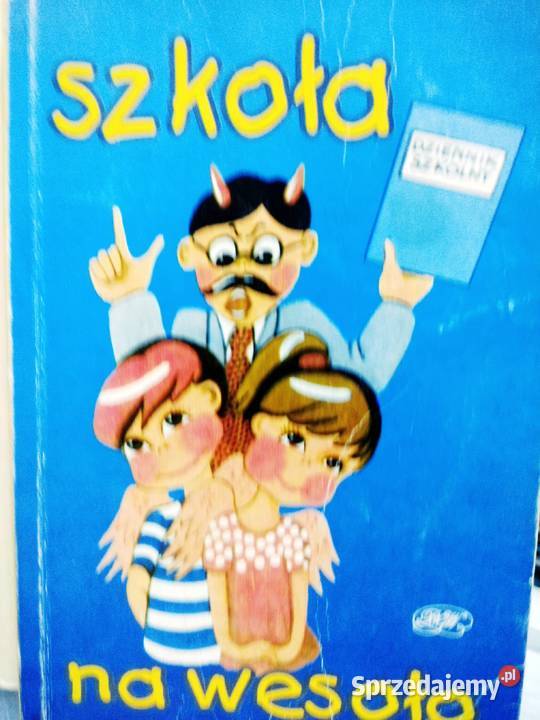 szkoła
DZIENNIK
SZKOLNY
na wesoło
Sprzedajemy.pl